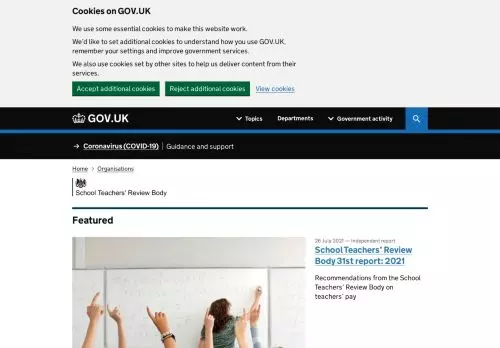 Cookies on GOV.UK
We use some essential cookies to make this website work.
We'd like to set additional cookies to understand how you use GOV.UK,
remember your settings and improve government services.
We also use cookies set by other sites to help us deliver content from their
services.
Accept additional cookies Reject additional cookies View cookies
GOV.UK Topics Departments Government activity
→ Coronavirus (COVID-19) Guidance and support
Home > Organisations
School Teachers' Review Body
Featured
26 July 2021 — Independent report
School Teachers' Review
Body 31st report: 2021
Recommendations from the School
Teachers' Review Body on
teachers' pay